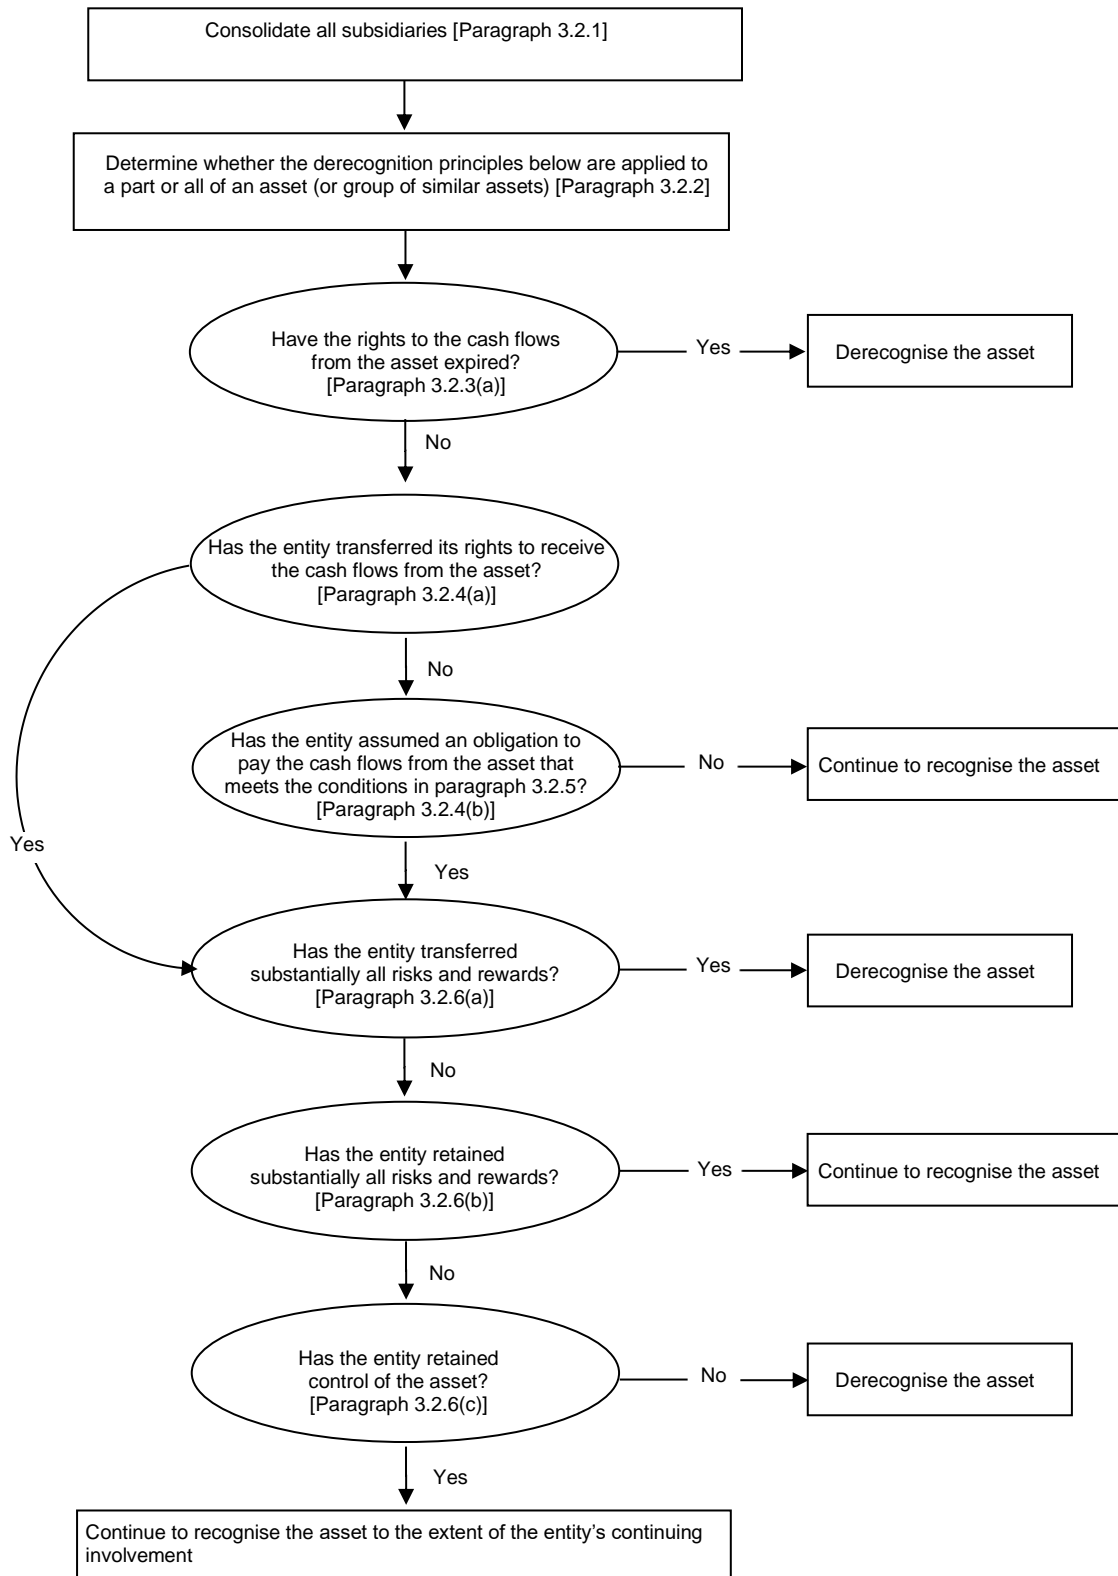 Consolidate all subsidiaries [Paragraph 3.2.1]
Determine whether the derecognition principles below are applied to
a part or all of an asset (or group of similar assets) [Paragraph 3.2.2]
Have the rights to the cash flows
from the asset expired?
[Paragraph 3.2.3(a)]
Yes
Derecognise the asset
No
Has the entity transferred its rights to receive
the cash flows from the asset?
[Paragraph 3.2.4(a)]
No
Has the entity assumed an obligation to
pay the cash flows from the asset that
meets the conditions in paragraph 3.2.5?
[Paragraph 3.2.4(b)]
No
Continue to recognise the asset
Yes
Yes
Has the entity transferred
substantially all risks and rewards?
[Paragraph 3.2.6(a)]
Yes
Derecognise the asset
No
Has the entity retained
substantially all risks and rewards?
[Paragraph 3.2.6(b)]
Yes
Continue to recognise the asset
No
Has the entity retained
control of the asset?
[Paragraph 3.2.6(c)]
No
Derecognise the asset
Yes
Continue to recognise the asset to the extent of the entity's continuing
involvement